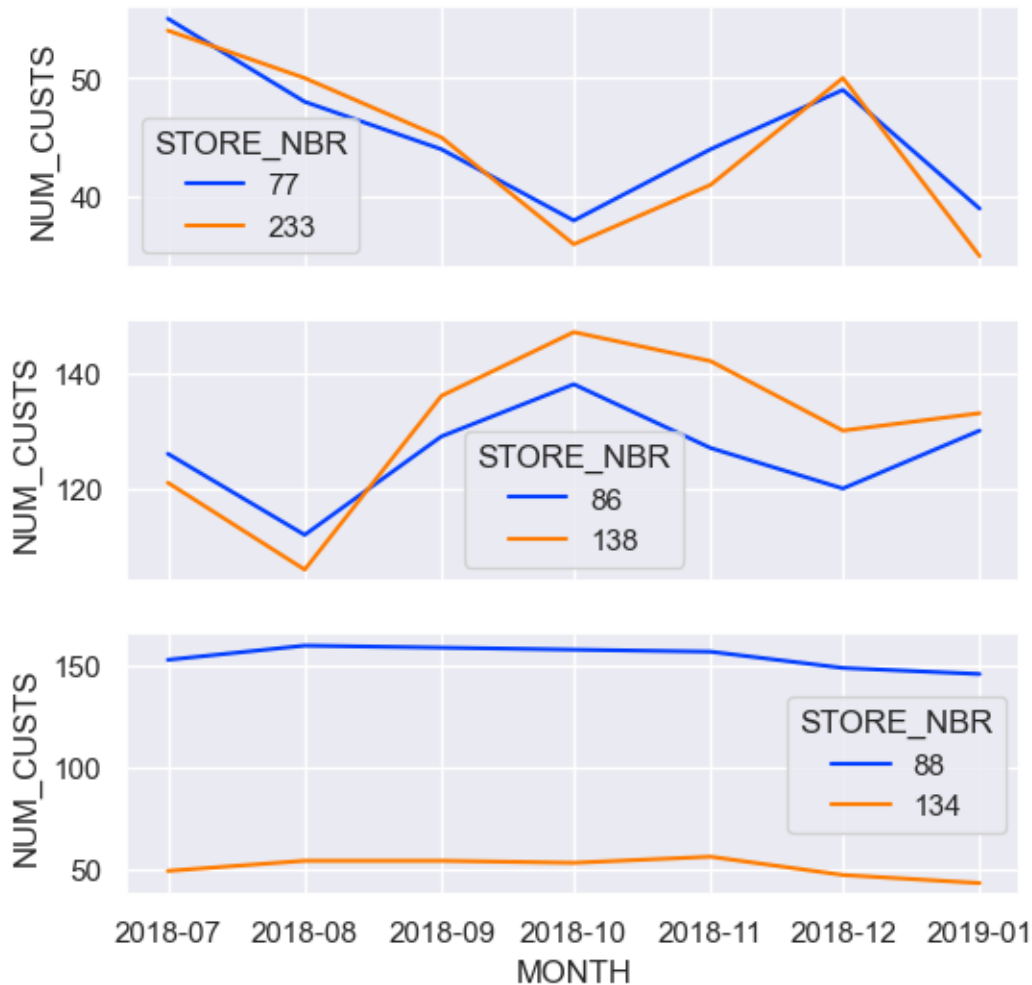 NUM_CUSTS
50
40
STORE_NBR
77
233
NUM_CUSTS
140
120
STORE_NBR
86
138
NUM_CUSTS
150
100
50
STORE_NBR
88
134
2018-07 2018-08 2018-09 2018-10 2018-11 2018-12 2019-01
MONTH